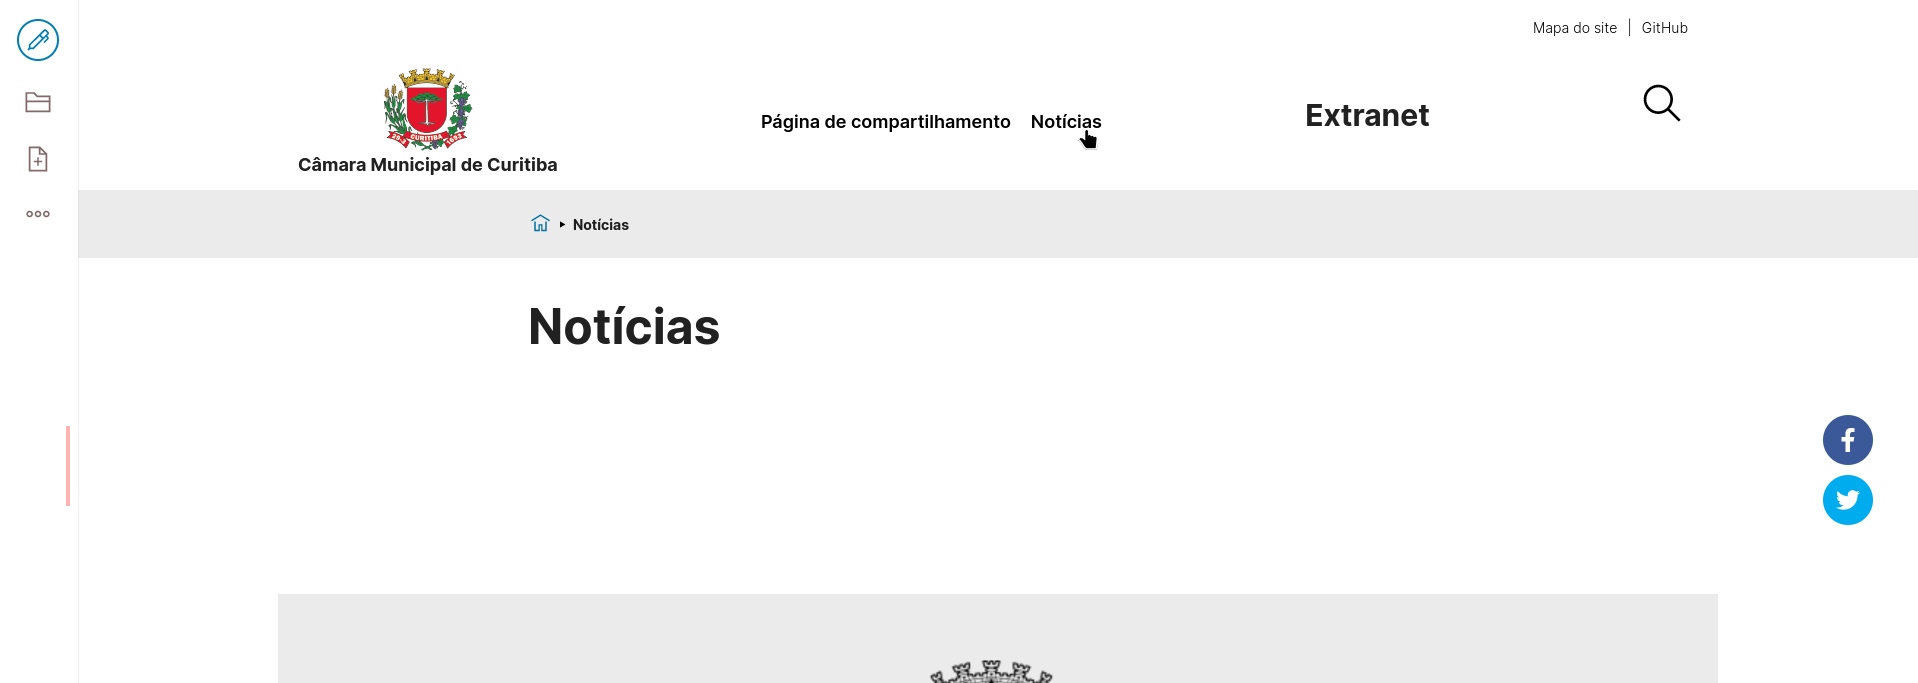 Mapa do site | GitHub
Página de compartilhamento Notícias
Extranet
CURITIBA
Câmara Municipal de Curitiba
Notícias
Notícias